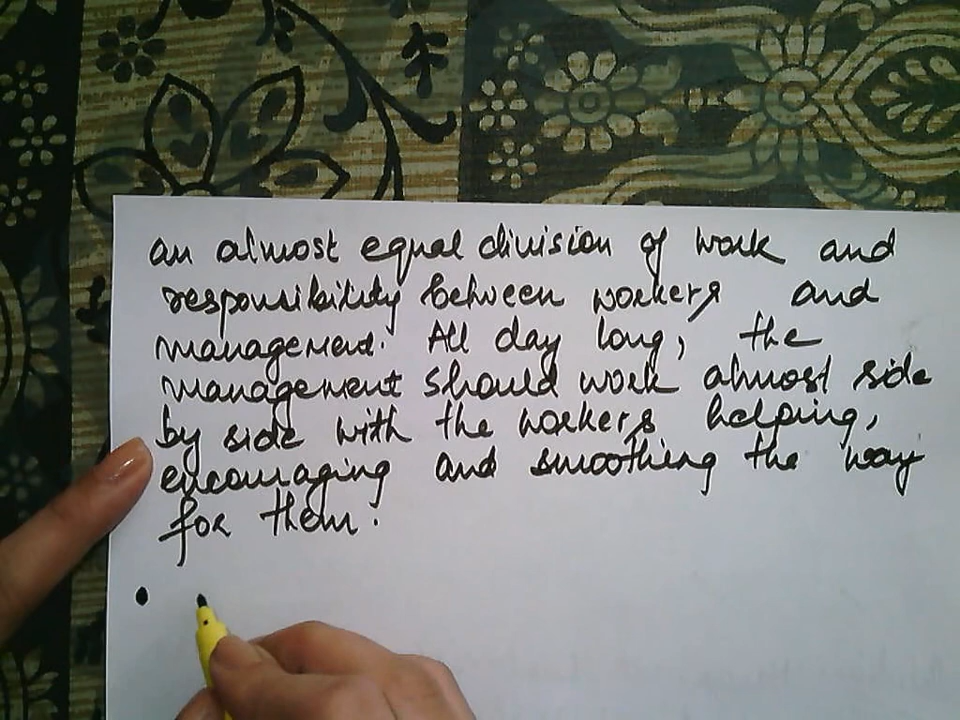 an almost equal division of work and
responsibility between workers and
management. All day long, the
management should work almost side
by side with the workers helping,
encouraging and smoothing the way
for them.